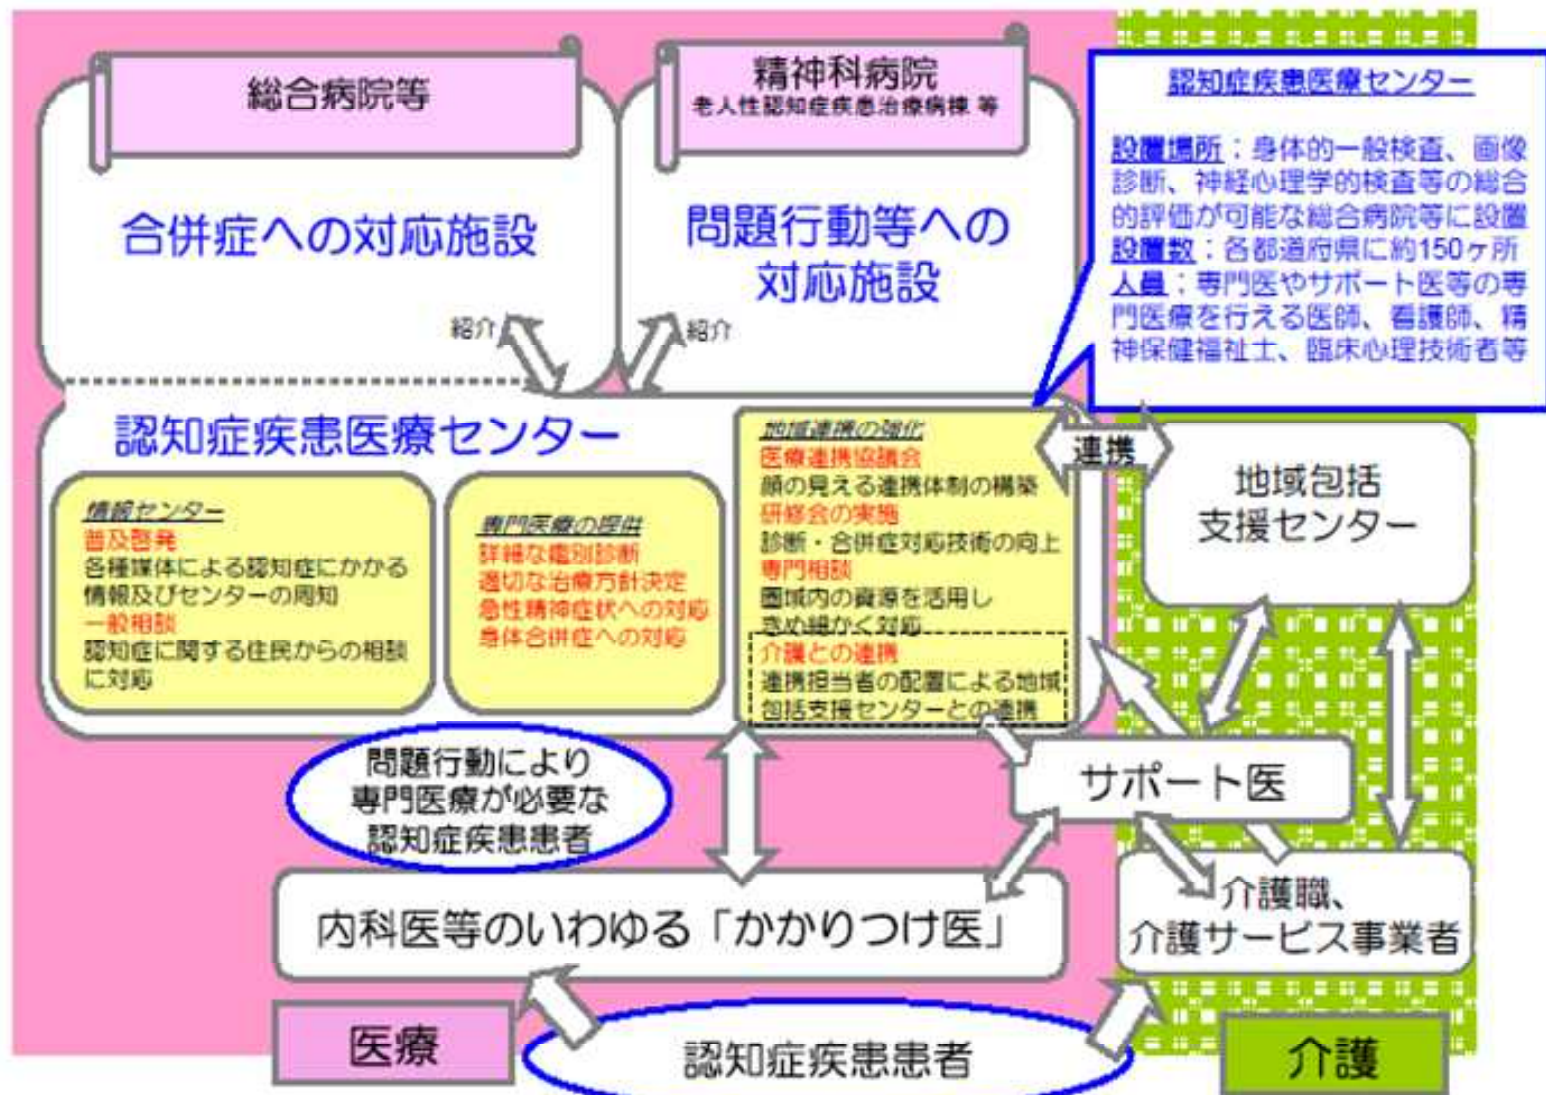 総合病院等
精神科病院
老人性認知症疾患治療病棟 等
合併症への対応施設
問題行動等への
対応施設
紹介
紹介
認知症疾患医療センター
設置場所；身体的一般検査、画像
診断、神経心理学的検査等の総合
的評価が可能な総合病院等に設置
設置数；各都道府県に約150ヶ所
人員；専門医やサポート医等の専
門医療を行える医師、看護師、精
神保健福祉士、臨床心理技術者等
認知症疾患医療センター
情報センター
普及啓発
各種媒体による認知症にかかる
情報及びセンターの周知
一般相談
認知症に関する住民からの相談
に対応
専門医療の提供
詳細な鑑別診断
適切な治療方針決定
急性精神症状への対応
身体合併症への対応
地域連携の強化
医療連携協議会
顔の見える連携体制の構築
研修会の実施
診断・合併症対応技術の向上
専門相談
圏域内の資源を活用し
きめ細かく対応
介護との連携
連携担当者の配置による地域
包括支援センターとの連携
連携
地域包括
支援センター
問題行動により
専門医療が必要な
認知症疾患患者
サポート医
内科医等のいわゆる「かかりつけ医」
介護職、
介護サービス事業者
医療
認知症疾患患者
介護